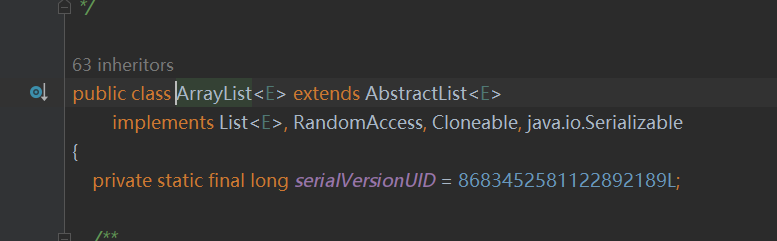 */
63 inheritors
public class ArrayList<E> extends AbstractList<E>
implements List<E>, RandomAccess, Cloneable, java.io.Serializable
{
private static final long serialVersionUID = 8683452581122892189L;
/**